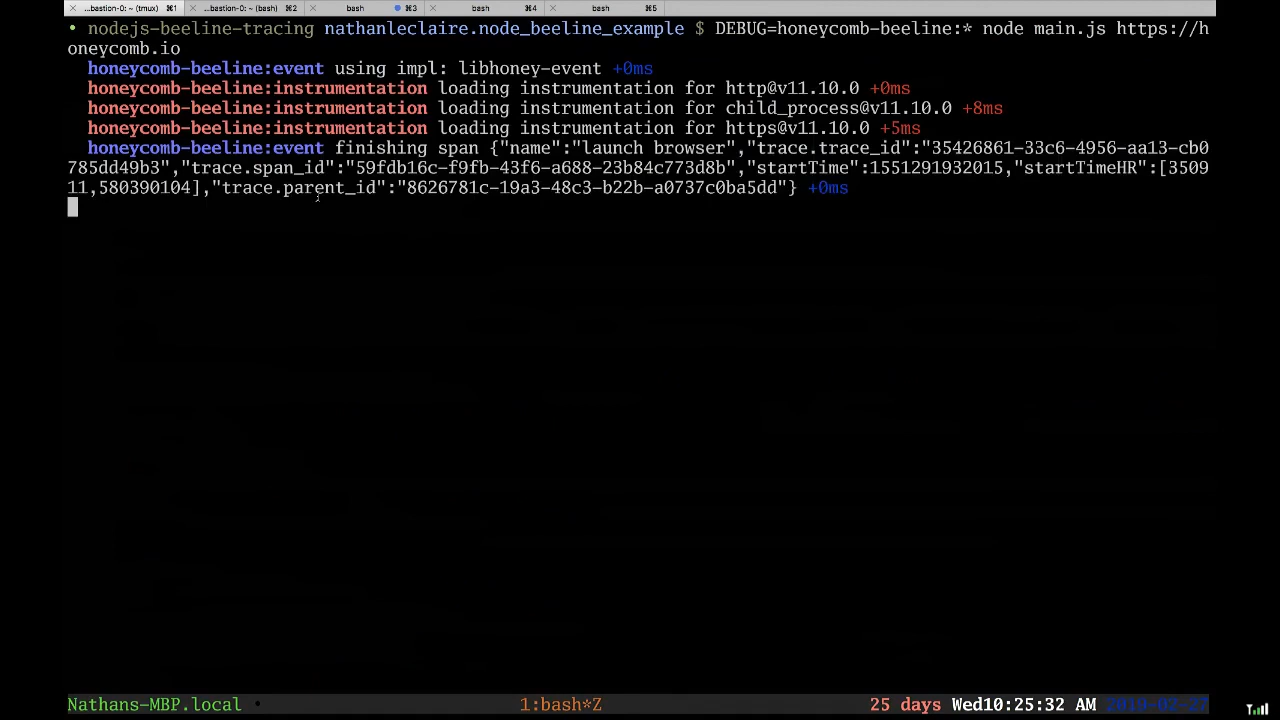 ...bastion-0: ~ (tmux) ⌘1 ...bastion-0: ~ (bash) ⌘2 bash ⌘3 bash ⌘4 bash ⌘5
• nodejs-beeline-tracing nathanleclaire.node_beeline_example $ DEBUG=honeycomb-beeline:* node main.js https://h
oneycomb.io
honeycomb-beeline:event using impl: libhoney-event +0ms
honeycomb-beeline:instrumentation loading instrumentation for http@v11.10.0 +0ms
honeycomb-beeline:instrumentation loading instrumentation for child_process@v11.10.0 +8ms
honeycomb-beeline:instrumentation loading instrumentation for https@v11.10.0 +5ms
honeycomb-beeline:event finishing span {"name":"launch browser","trace.trace_id":"35426861-33c6-4956-aa13-cb0
785dd49b3","trace.span_id":"59fdb16c-f9fb-43f6-a688-23b84c773d8b","startTime":1551291932015,"startTimeHR":[3509
11,580390104],"trace.parent_id":"8626781c-19a3-48c3-b22b-a0737c0ba5dd"} +0ms
Nathans-MBP.local • 1:bash*Z 25 days Wed10:25:32 AM 2019-02-27